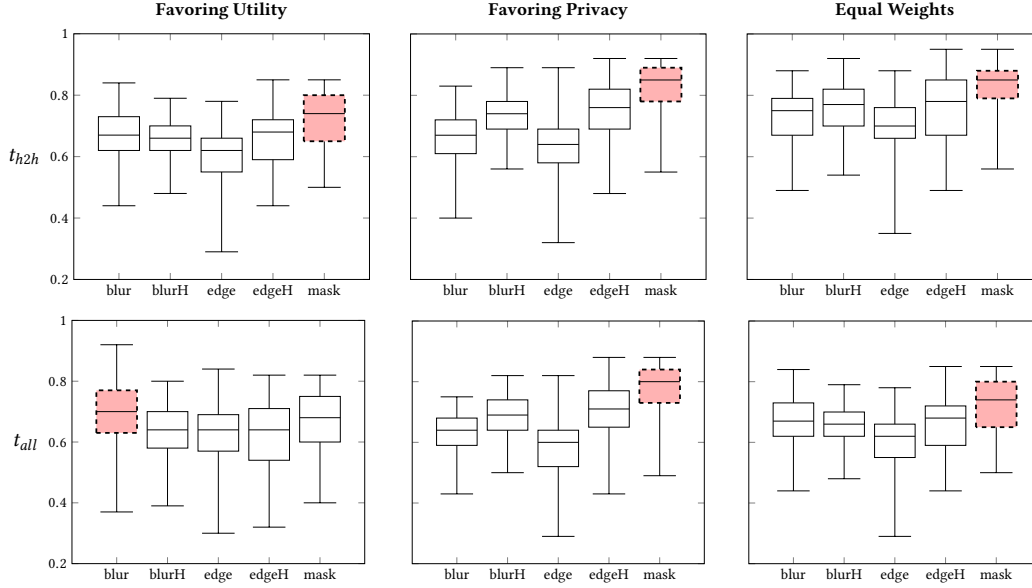 Favoring Utility Favoring Privacy Equal Weights
1
0.8
t_h2h 0.6
0.4
0.2
blur blurH edge edgeH mask blur blurH edge edgeH mask blur blurH edge edgeH mask
1
0.8
t_all 0.6
0.4
0.2
blur blurH edge edgeH mask blur blurH edge edgeH mask blur blurH edge edgeH mask